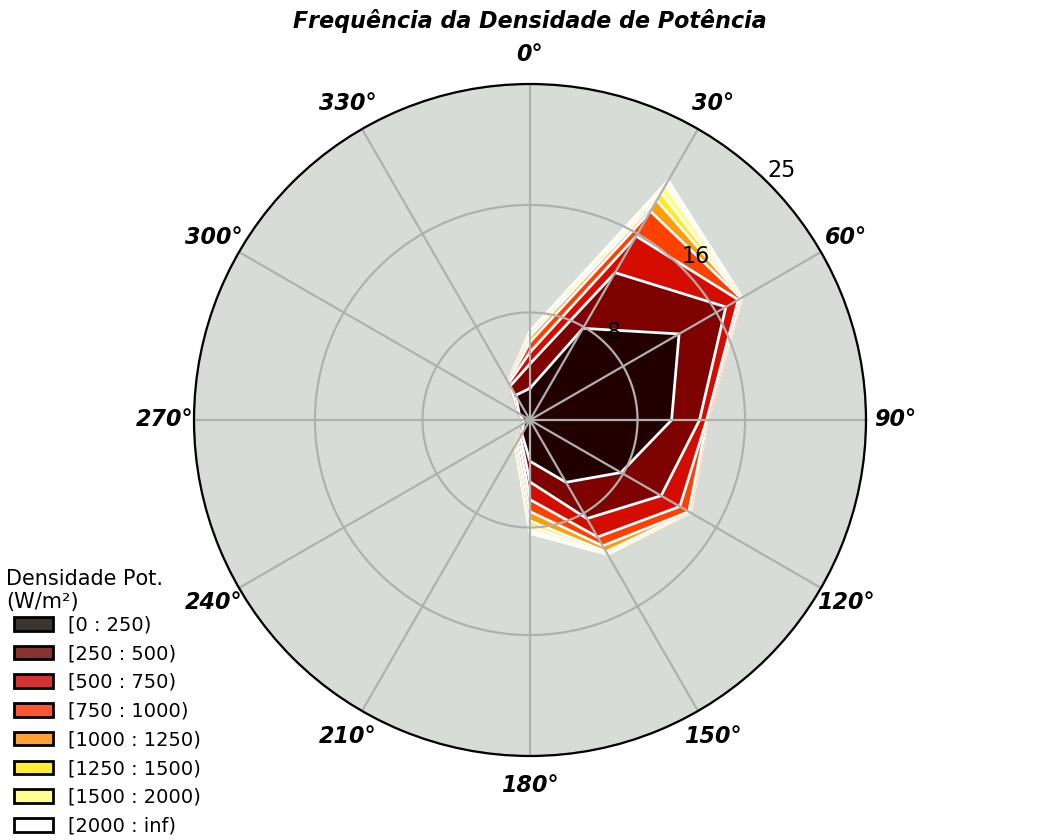 Frequência da Densidade de Potência
0°
330°
30°
25
300°
60°
16
8
270°
90°
240°
120°
210°
150°
180°
Densidade Pot.
(W/m²)
[0 : 250)
[250 : 500)
[500 : 750)
[750 : 1000)
[1000 : 1250)
[1250 : 1500)
[1500 : 2000)
[2000 : inf)